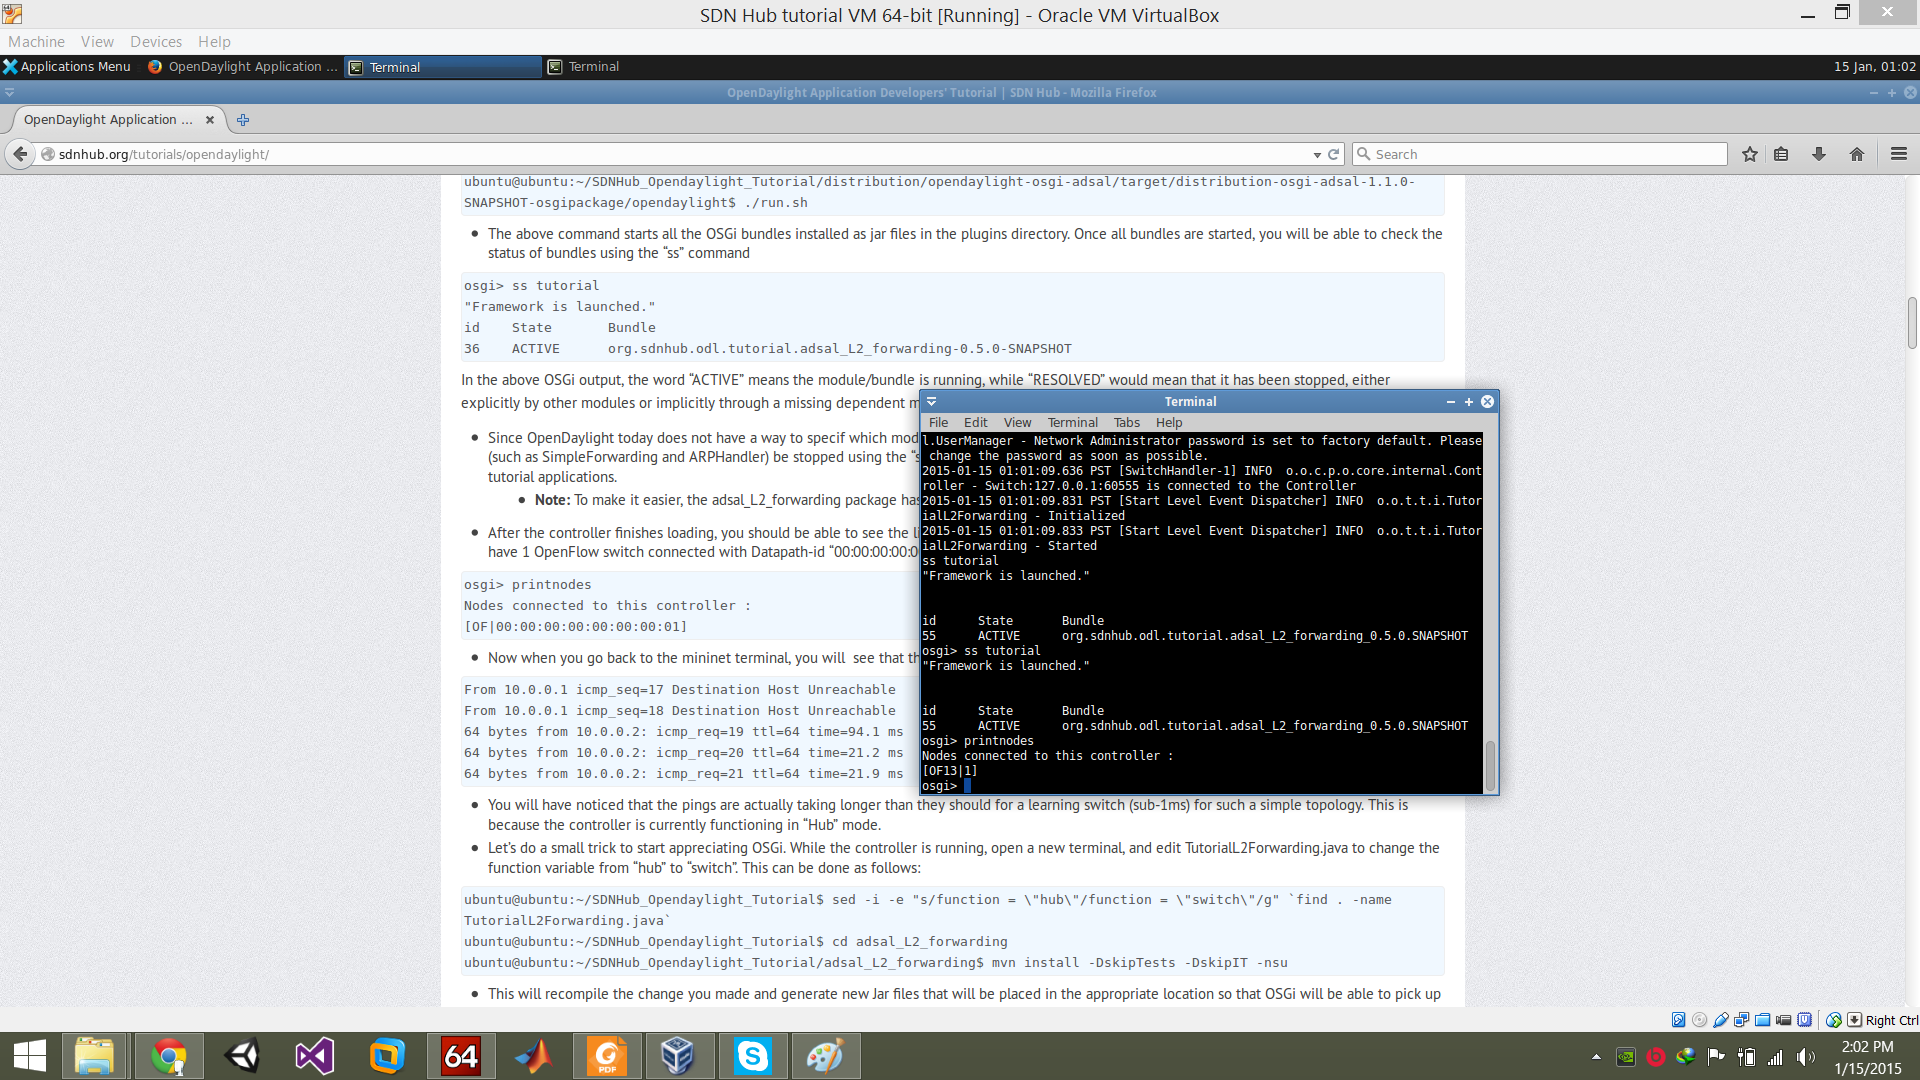 SDN Hub tutorial VM 64-bit [Running] - Oracle VM VirtualBox
Machine View Devices Help
Applications Menu OpenDaylight Application ... Terminal Terminal 15 Jan, 01:02
OpenDaylight Application Developers' Tutorial | SDN Hub - Mozilla Firefox
OpenDaylight Application ...
sdnhub.org/tutorials/opendaylight/ Search
ubuntu@ubuntu:~/SDNHub_Opendaylight_Tutorial/distribution/opendaylight-osgi-adsal/target/distribution-osgi-adsal-1.1.0-
SNAPSHOT-osgipackage/opendaylight$ ./run.sh
The above command starts all the OSGi bundles installed as jar files in the plugins directory. Once all bundles are started, you will be able to check the
status of bundles using the “ss” command
osgi> ss tutorial
"Framework is launched."
id State Bundle
36 ACTIVE org.sdnhub.odl.tutorial.adsal_L2_forwarding-0.5.0-SNAPSHOT
In the above OSGi output, the word “ACTIVE” means the module/bundle is running, while “RESOLVED” would mean that it has been stopped, either
explicitly by other modules or implicitly through a missing dependent m
Since OpenDaylight today does not have a way to specif which mod
(such as SimpleForwarding and ARPHandler) be stopped using the “s
tutorial applications.
Note: To make it easier, the adsal_L2_forwarding package has
After the controller finishes loading, you should be able to see the li
have 1 OpenFlow switch connected with Datapath-id “00:00:00:00:0
osgi> printnodes
Nodes connected to this controller :
[OF|00:00:00:00:00:00:00:01]
Now when you go back to the mininet terminal, you will see that th
From 10.0.0.1 icmp_seq=17 Destination Host Unreachable
From 10.0.0.1 icmp_seq=18 Destination Host Unreachable
64 bytes from 10.0.0.2: icmp_req=19 ttl=64 time=94.1 ms
64 bytes from 10.0.0.2: icmp_req=20 ttl=64 time=21.2 ms
64 bytes from 10.0.0.2: icmp_req=21 ttl=64 time=21.9 ms
You will have noticed that the pings are actually taking longer than they should for a learning switch (sub-1ms) for such a simple topology. This is
because the controller is currently functioning in “Hub” mode.
Let’s do a small trick to start appreciating OSGi. While the controller is running, open a new terminal, and edit TutorialL2Forwarding.java to change the
function variable from “hub” to “switch”. This can be done as follows:
ubuntu@ubuntu:~/SDNHub_Opendaylight_Tutorial$ sed -i -e "s/function = \"hub\"/function = \"switch\"/g" `find . -name
TutorialL2Forwarding.java`
ubuntu@ubuntu:~/SDNHub_Opendaylight_Tutorial$ cd adsal_L2_forwarding
ubuntu@ubuntu:~/SDNHub_Opendaylight_Tutorial/adsal_L2_forwarding$ mvn install -DskipTests -DskipIT -nsu
This will recompile the change you made and generate new Jar files that will be placed in the appropriate location so that OSGi will be able to pick up
Terminal
File Edit View Terminal Tabs Help
l.UserManager - Network Administrator password is set to factory default. Please
change the password as soon as possible.
2015-01-15 01:01:09.636 PST [SwitchHandler-1] INFO o.o.c.p.o.core.internal.Cont
roller - Switch:127.0.0.1:60555 is connected to the Controller
2015-01-15 01:01:09.831 PST [Start Level Event Dispatcher] INFO o.o.t.t.i.Tutor
ialL2Forwarding - Initialized
2015-01-15 01:01:09.833 PST [Start Level Event Dispatcher] INFO o.o.t.t.i.Tutor
ialL2Forwarding - Started
ss tutorial
"Framework is launched."
id State Bundle
55 ACTIVE org.sdnhub.odl.tutorial.adsal_L2_forwarding_0.5.0.SNAPSHOT
osgi> ss tutorial
"Framework is launched."
id State Bundle
55 ACTIVE org.sdnhub.odl.tutorial.adsal_L2_forwarding_0.5.0.SNAPSHOT
osgi> printnodes
Nodes connected to this controller :
[OF13|1]
osgi>
Right Ctrl
64
PDF
2:02 PM
1/15/2015